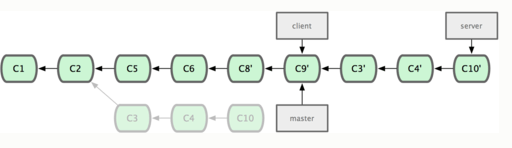 client server
C1 C2 C5 C6 C8' C9' C3' C4' C10'
C3 C4 C10 master